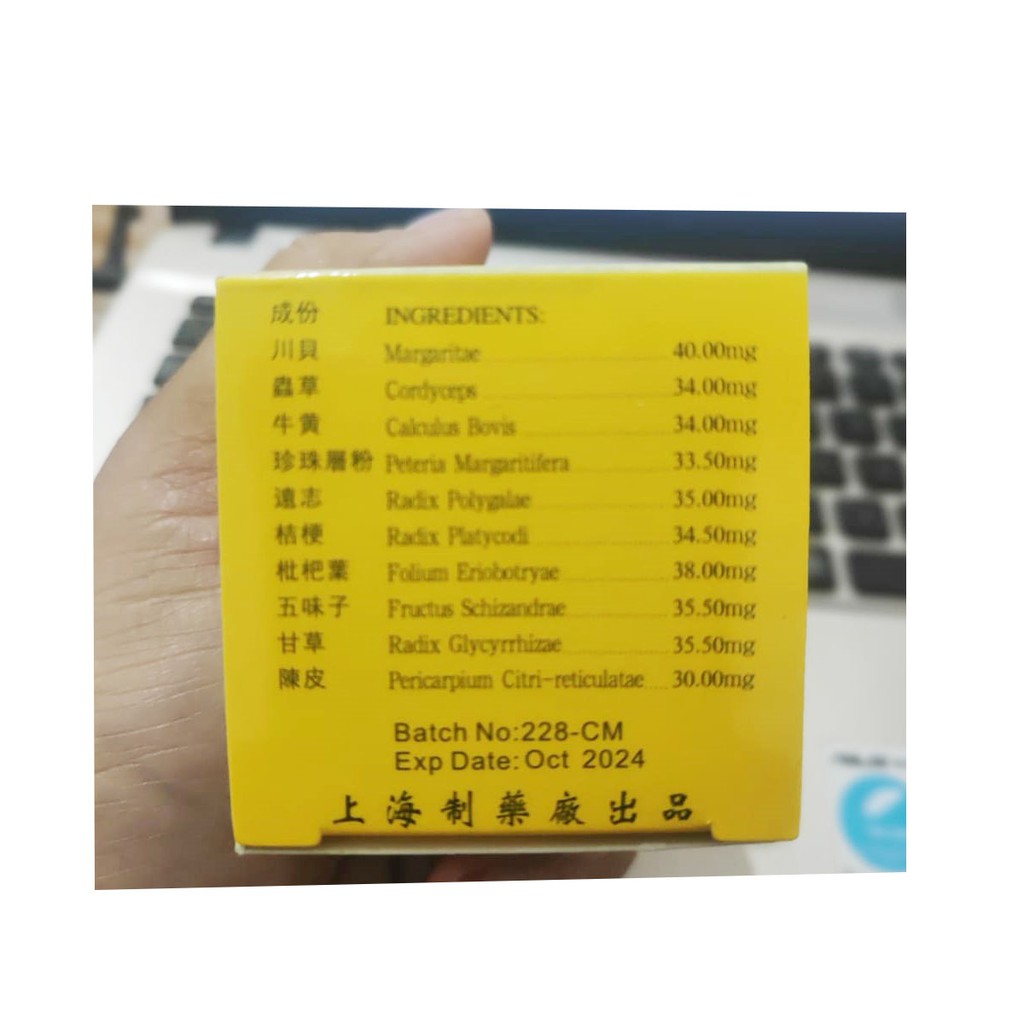 成份 INGREDIENTS:
川貝 Margaritae 40.00mg
蟲草 Cordyceps 34.00mg
牛黄 Calculus Bovis 34.00mg
珍珠層粉 Peteria Margaritifera 33.50mg
遠志 Radix Polygalae 35.00mg
桔梗 Radix Platycodi 34.50mg
枇杷葉 Folium Eriobotryae 38.00mg
五味子 Fructus Schizandrae 35.50mg
甘草 Radix Glycyrrhizae 35.50mg
陳皮 Pericarpium Citri-reticulatae 30.00mg
Batch No:228-CM
Exp Date: Oct 2024
上海制藥廠出品